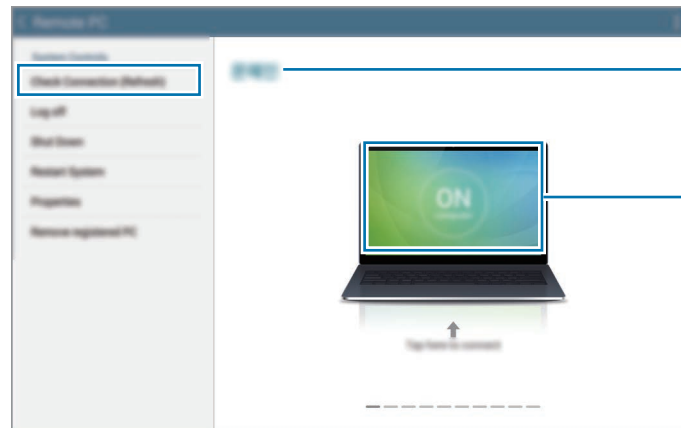 Remote PC
System Controls
Check Connection (Refresh)
Log off
Shut Down
Restart System
Properties
Remove registered PC
ON
Tap here to connect